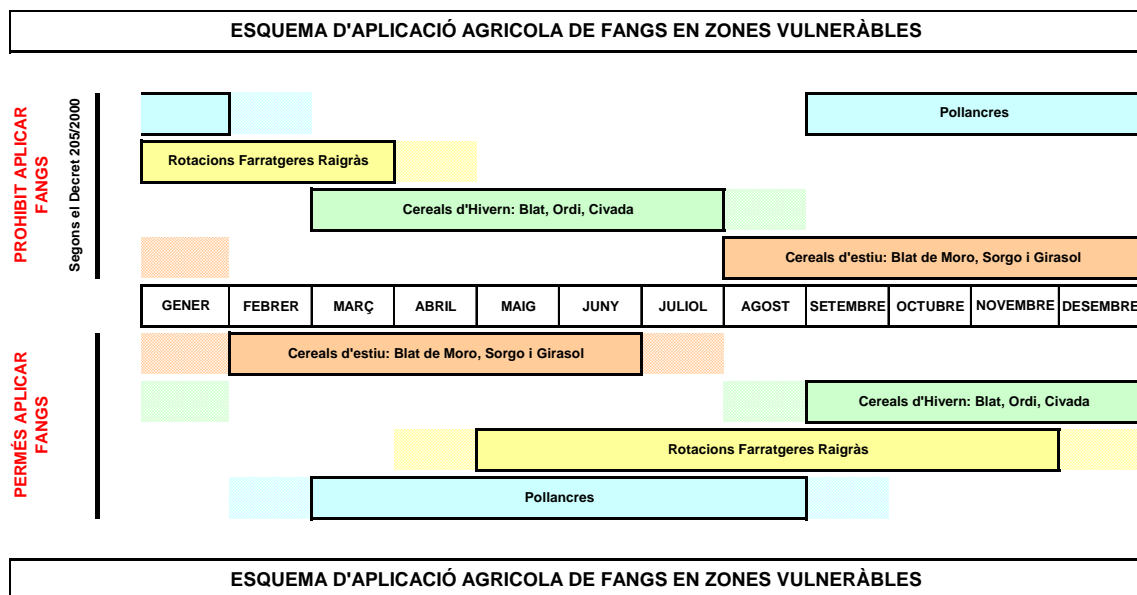 ESQUEMA D'APLICACIÓ AGRICOLA DE FANGS EN ZONES VULNERÀBLES
PROHIBIT APLICAR
FANGS
Segons el Decret 205/2000
Pollancres
Rotacions Farratgeres Raigràs
Cereals d'Hivern: Blat, Ordi, Civada
Cereals d'estiu: Blat de Moro, Sorgo i Girasol
GENER FEBRER MARÇ ABRIL MAIG JUNY JULIOL AGOST SETEMBRE OCTUBRE NOVEMBRE DESEMBRE
PERMÉS APLICAR
FANGS
Cereals d'estiu: Blat de Moro, Sorgo i Girasol
Cereals d'Hivern: Blat, Ordi, Civada
Rotacions Farratgeres Raigràs
Pollancres
ESQUEMA D'APLICACIÓ AGRICOLA DE FANGS EN ZONES VULNERÀBLES